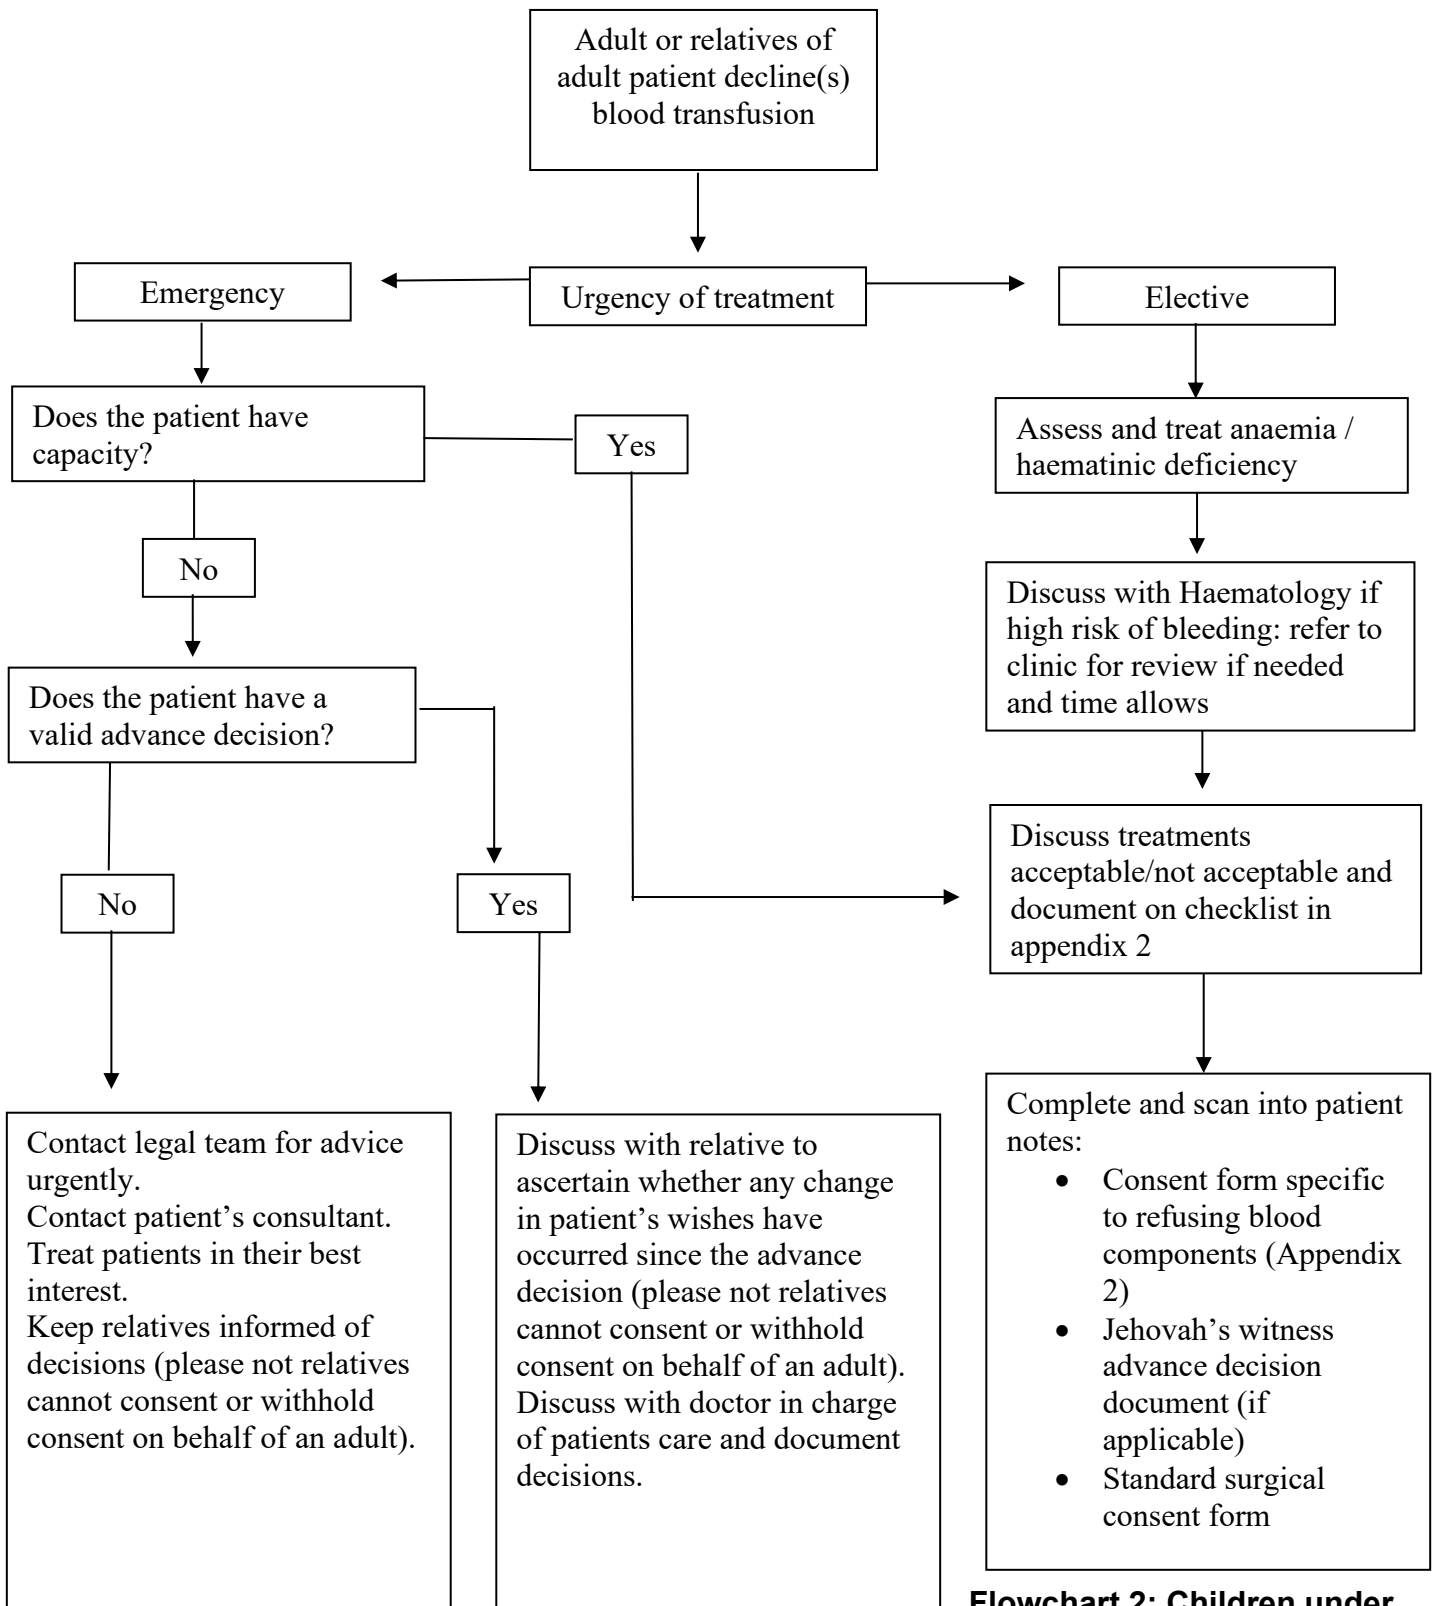 Adult or relatives of
adult patient decline(s)
blood transfusion
Emergency
Urgency of treatment
Elective
Does the patient have
capacity?
Yes
Assess and treat anaemia /
haematinic deficiency
No
Discuss with Haematology if
high risk of bleeding: refer to
clinic for review if needed
and time allows
Does the patient have a
valid advance decision?
Discuss treatments
acceptable/not acceptable and
document on checklist in
appendix 2
No
Yes
Contact legal team for advice
urgently.
Contact patient’s consultant.
Treat patients in their best
interest.
Keep relatives informed of
decisions (please not relatives
cannot consent or withhold
consent on behalf of an adult).
Discuss with relative to
ascertain whether any change
in patient’s wishes have
occurred since the advance
decision (please not relatives
cannot consent or withhold
consent on behalf of an adult).
Discuss with doctor in charge
of patients care and document
decisions.
Complete and scan into patient
notes:
• Consent form specific
to refusing blood
components (Appendix
2)
• Jehovah’s witness
advance decision
document (if
applicable)
• Standard surgical
consent form
Flowchart 2: Children under